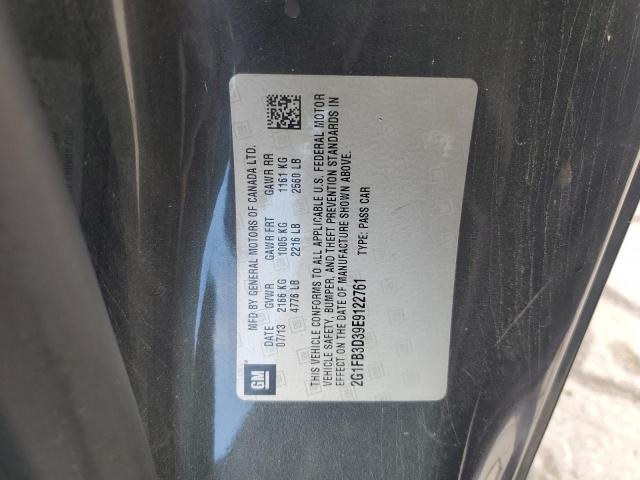 GM
MFD BY GENERAL MOTORS OF CANADA LTD.
DATE GVWR GAWR FRT GAWR RR
07/13 2166 KG 1005 KG 1161 KG
4776 LB 2216 LB 2560 LB
THIS VEHICLE CONFORMS TO ALL APPLICABLE U.S. FEDERAL MOTOR
VEHICLE SAFETY, BUMPER, AND THEFT PREVENTION STANDARDS IN
EFFECT ON THE DATE OF MANUFACTURE SHOWN ABOVE.
2G1FB3D39E9122761 TYPE: PASS CAR